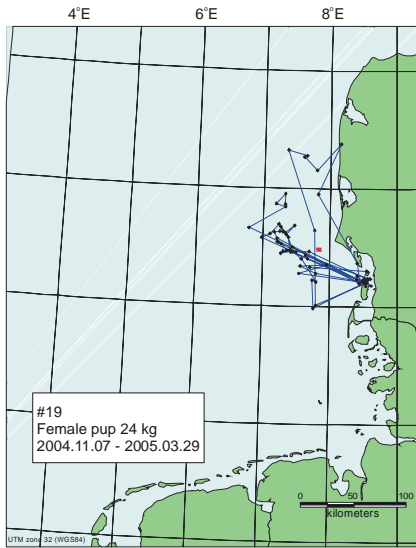 4°E 6°E 8°E
#19
Female pup 24 kg
2004.11.07 - 2005.03.29
0 50 100
kilometers
UTM zone 32 (WGS84)